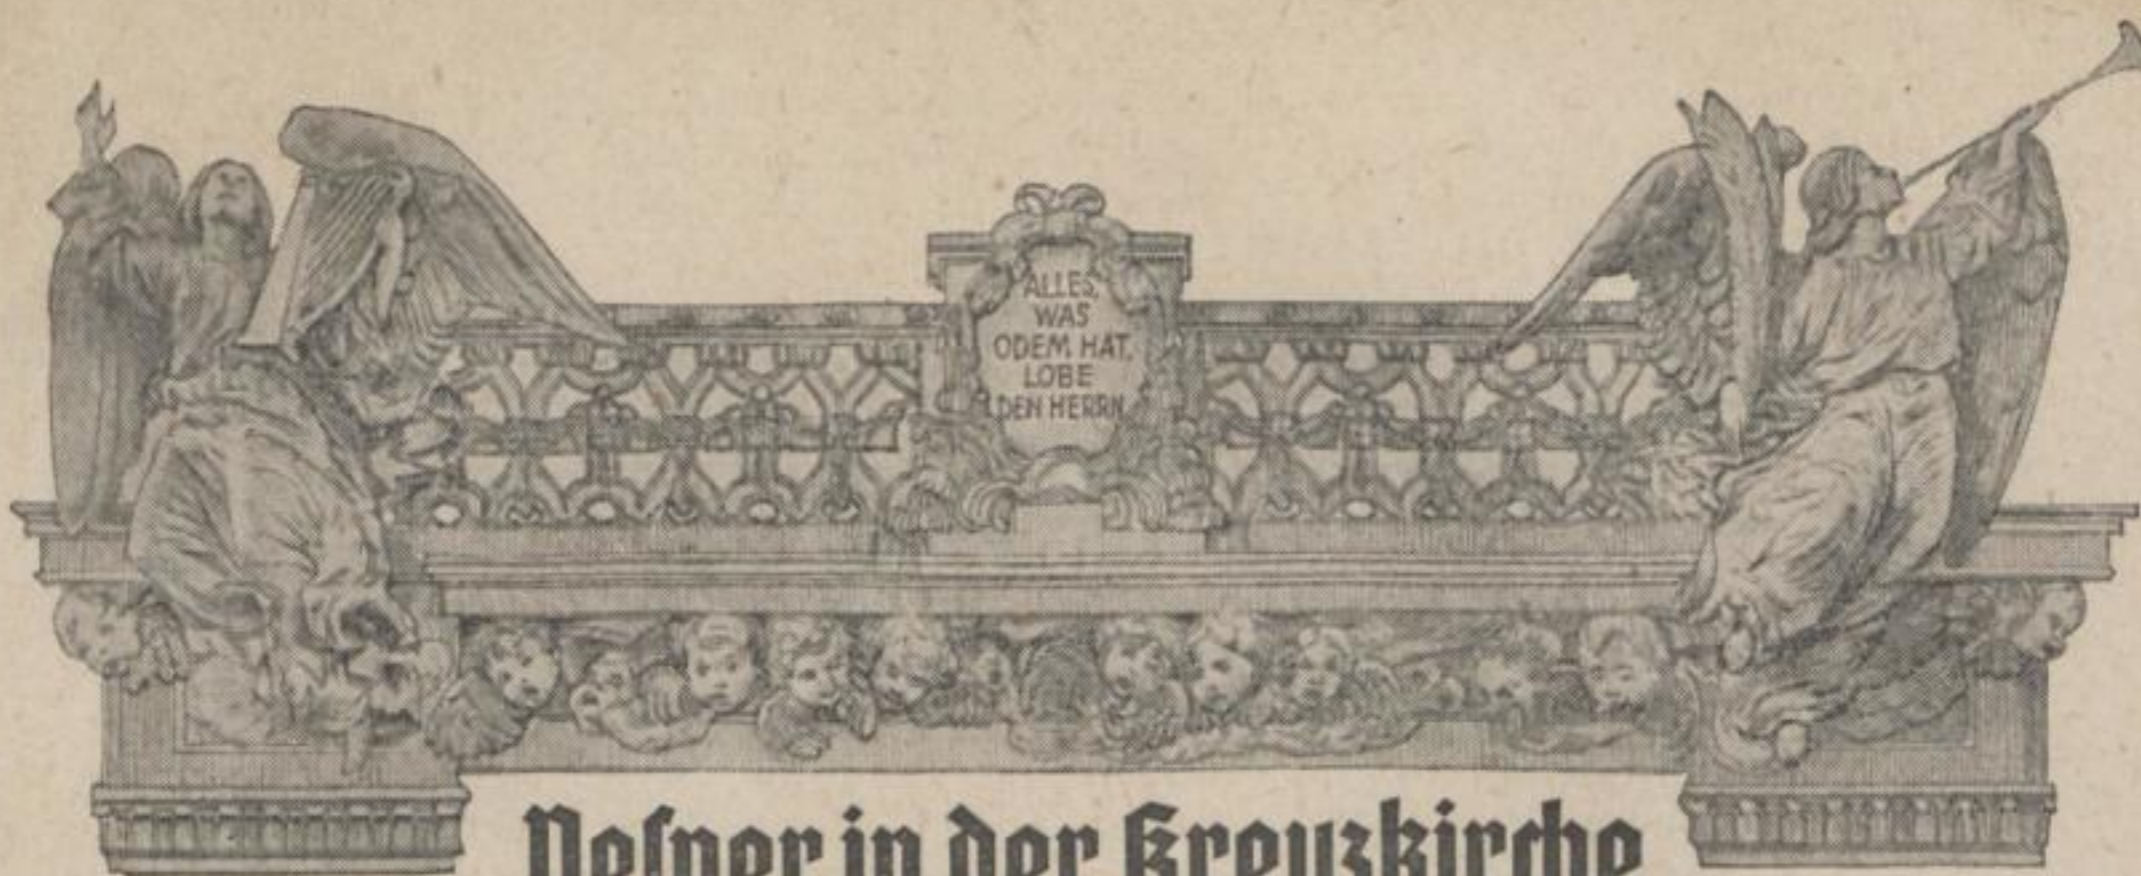 ALLES,
WAS
ODEM HAT,
LOBE
DEN HERRN
Vesper in der Kreuzkirche